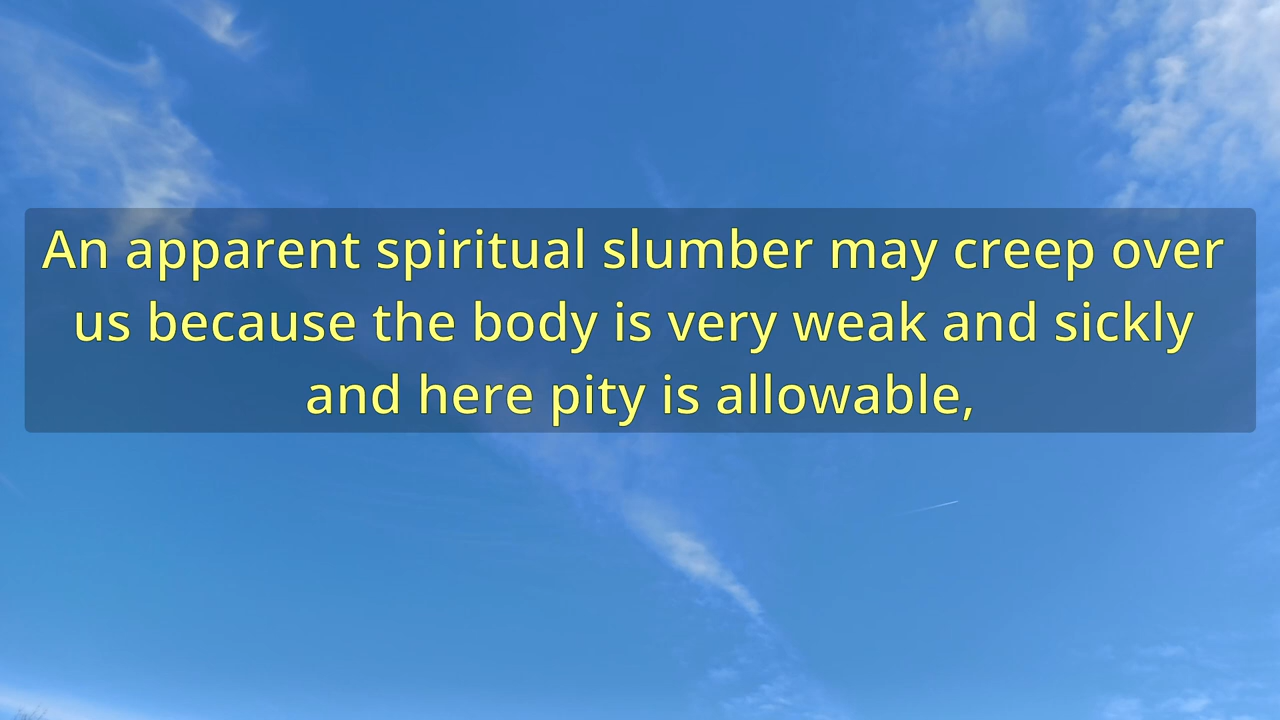 An apparent spiritual slumber may creep over
us because the body is very weak and sickly
and here pity is allowable,